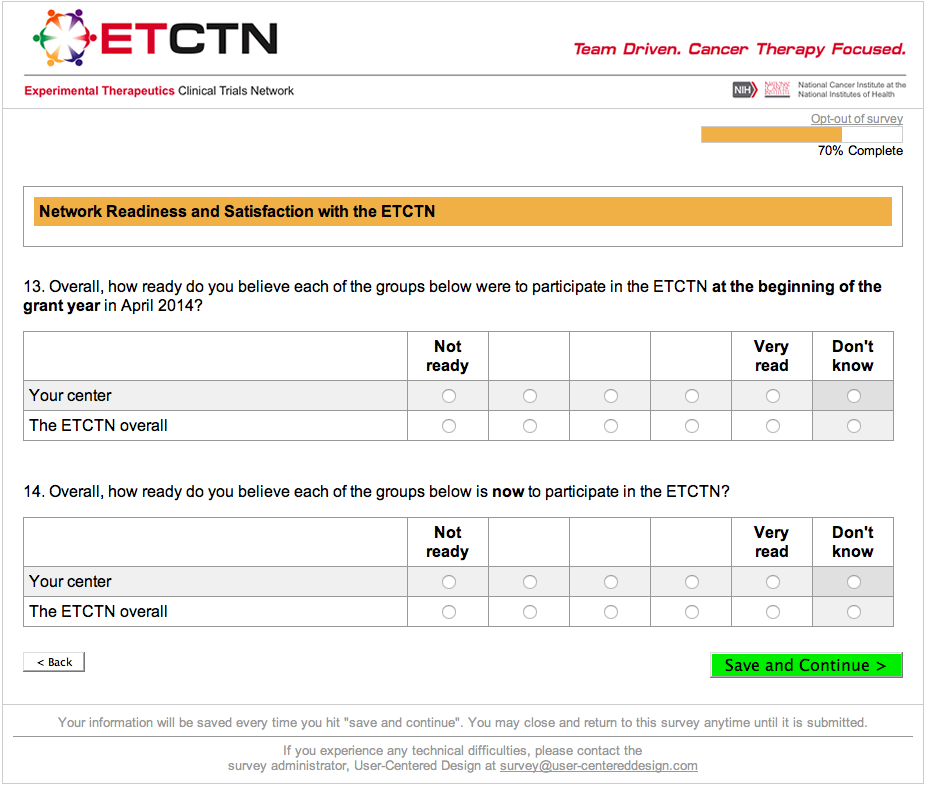 ETCTN
Team Driven. Cancer Therapy Focused.
Experimental Therapeutics Clinical Trials Network
NIH NATIONAL CANCER INSTITUTE National Cancer Institute at the
National Institutes of Health
Opt-out of survey
70% Complete
Network Readiness and Satisfaction with the ETCTN
13. Overall, how ready do you believe each of the groups below were to participate in the ETCTN at the beginning of the
grant year in April 2014?
Not ready Very read Don't know
Your center
The ETCTN overall
14. Overall, how ready do you believe each of the groups below is now to participate in the ETCTN?
Not ready Very read Don't know
Your center
The ETCTN overall
< Back Save and Continue >
Your information will be saved every time you hit "save and continue". You may close and return to this survey anytime until it is submitted.
If you experience any technical difficulties, please contact the
survey administrator, User-Centered Design at survey@user-centereddesign.com